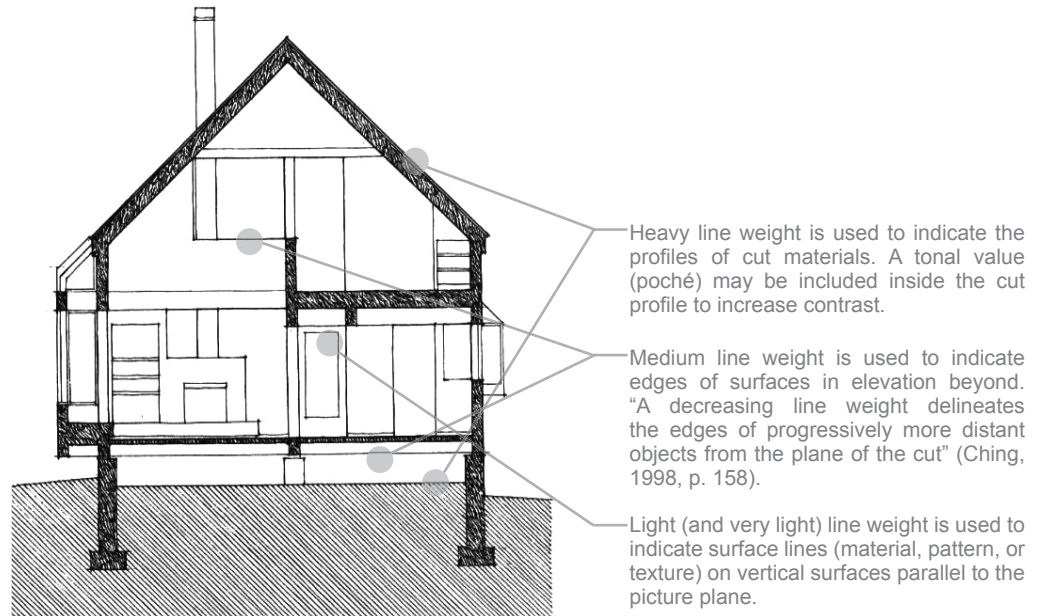 Heavy line weight is used to indicate the
profiles of cut materials. A tonal value
(poché) may be included inside the cut
profile to increase contrast.
Medium line weight is used to indicate
edges of surfaces in elevation beyond.
“A decreasing line weight delineates
the edges of progressively more distant
objects from the plane of the cut” (Ching,
1998, p. 158).
Light (and very light) line weight is used to
indicate surface lines (material, pattern, or
texture) on vertical surfaces parallel to the
picture plane.